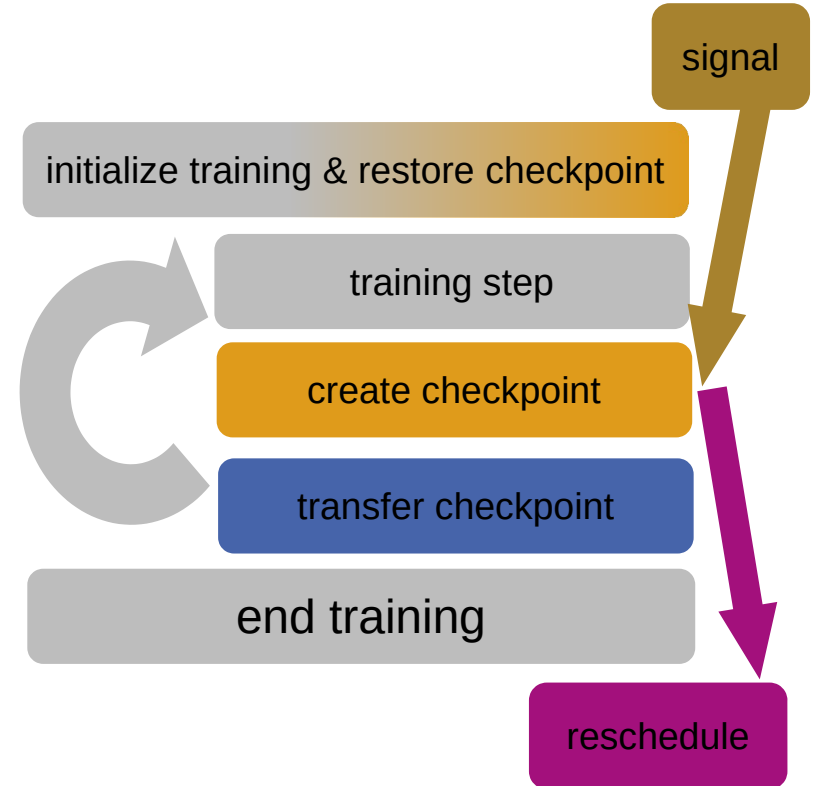 signal
initialize training & restore checkpoint
training step
create checkpoint
transfer checkpoint
end training
reschedule